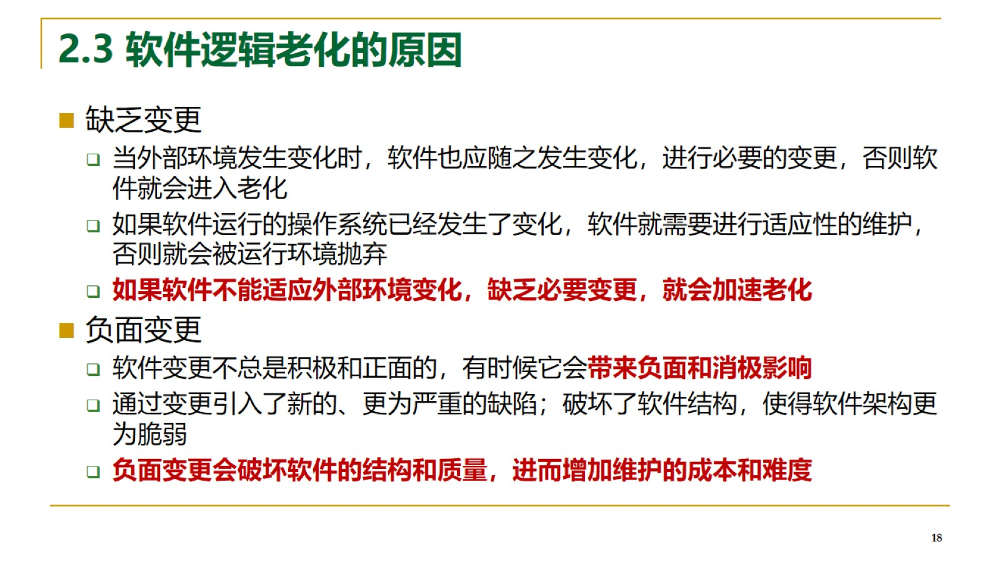 2.3 软件逻辑老化的原因
缺乏变更
当外部环境发生变化时，软件也应随之发生变化，进行必要的变更，否则软
件就会进入老化
如果软件运行的操作系统已经发生了变化，软件就需要进行适应性的维护，
否则就会被运行环境抛弃
如果软件不能适应外部环境变化，缺乏必要变更，就会加速老化
负面变更
软件变更不总是积极和正面的，有时候它会带来负面和消极影响
通过变更引入了新的、更为严重的缺陷；破坏了软件结构，使得软件架构更
为脆弱
负面变更会破坏软件的结构和质量，进而增加维护的成本和难度
18